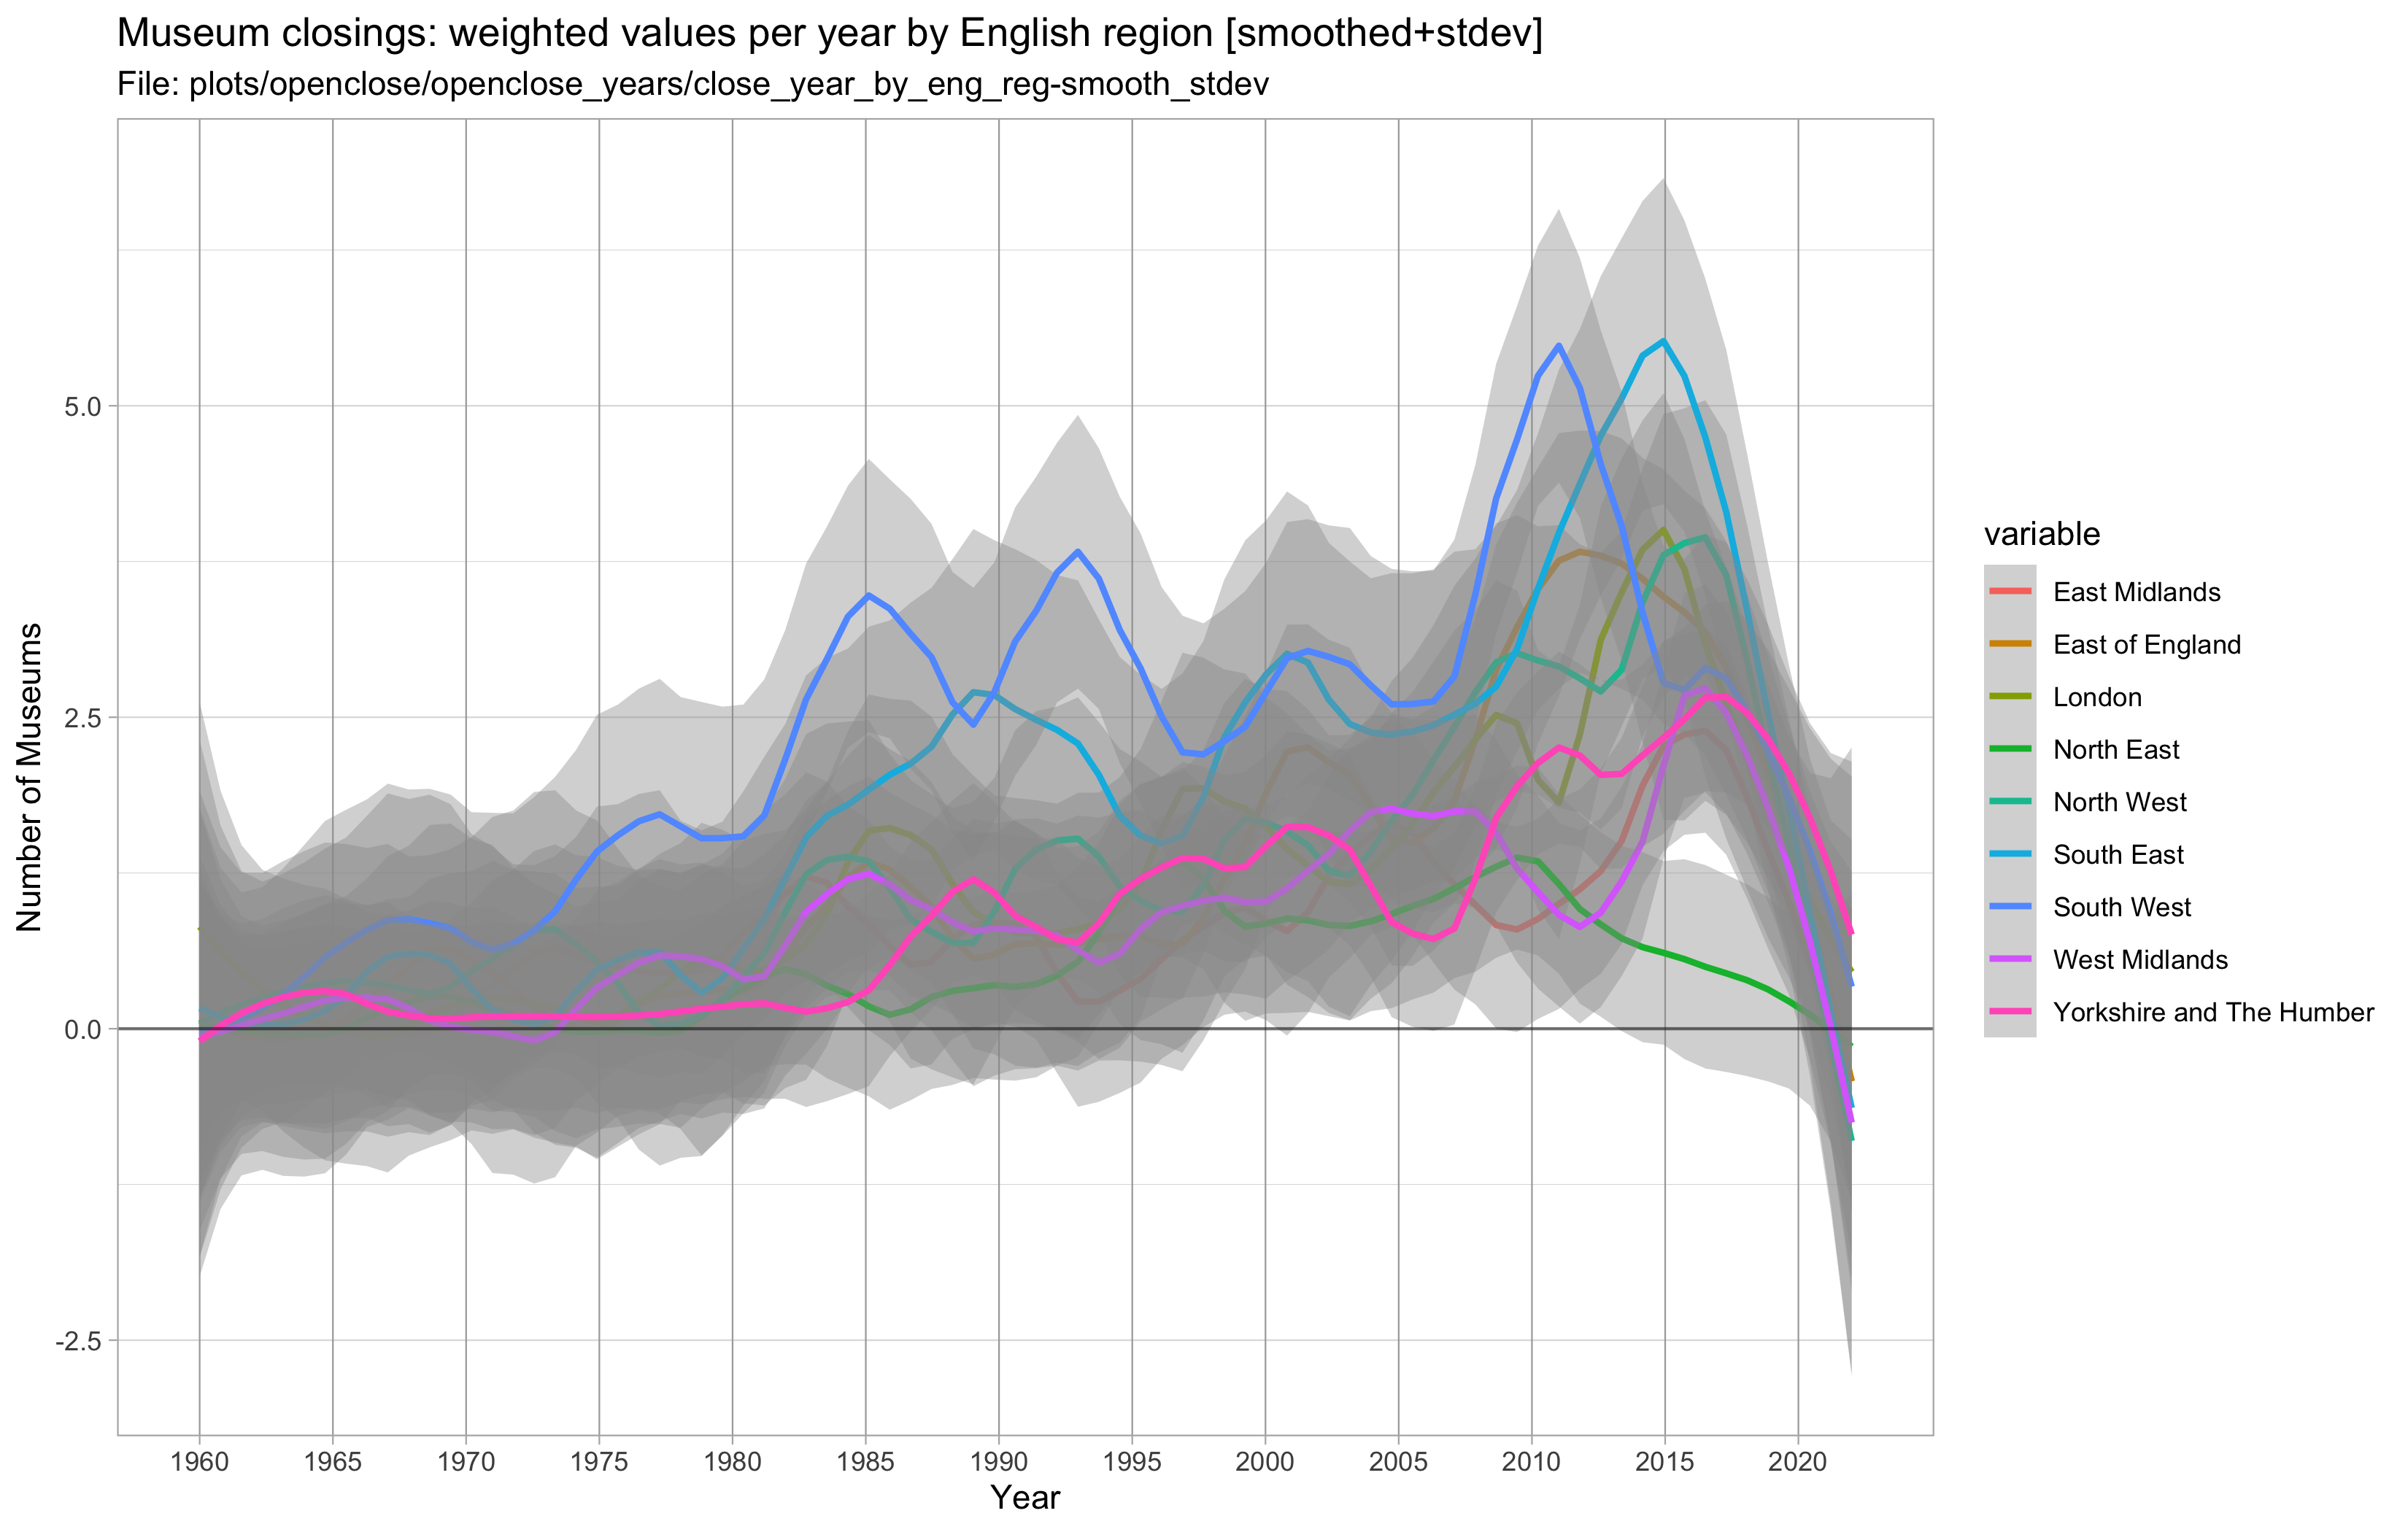 Museum closings: weighted values per year by English region [smoothed+stdev]
File: plots/openclose/openclose_years/close_year_by_eng_reg-smooth_stdev
Number of Museums
5.0
2.5
0.0
-2.5
1960 1965 1970 1975 1980 1985 1990 1995 2000 2005 2010 2015 2020
Year
variable
East Midlands
East of England
London
North East
North West
South East
South West
West Midlands
Yorkshire and The Humber